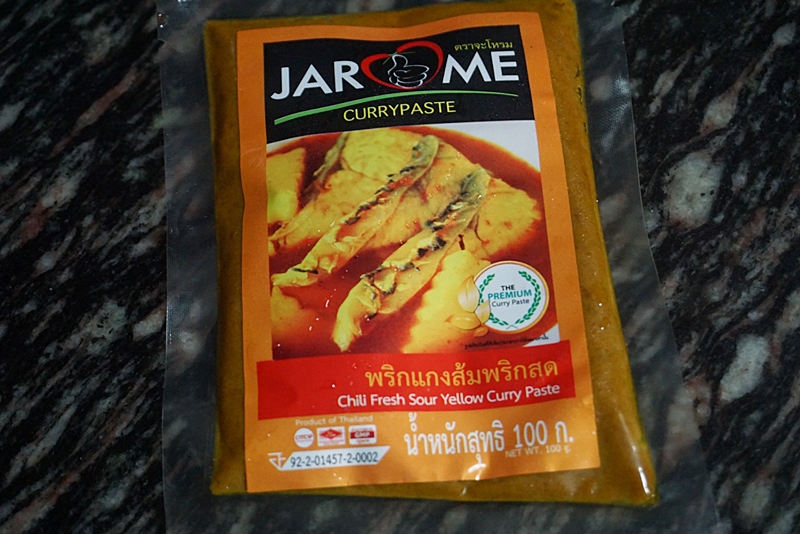 ตราจะโหรม
JAROME
CURRYPASTE
THE
PREMIUM
Curry Paste
พริกแกงส้มพริกสด
Chili Fresh Sour Yellow Curry Paste
Product of Thailand
GMP
น้ำหนักสุทธิ 100 ก.
NET WT. 100 g.
92-2-01457-2-0002